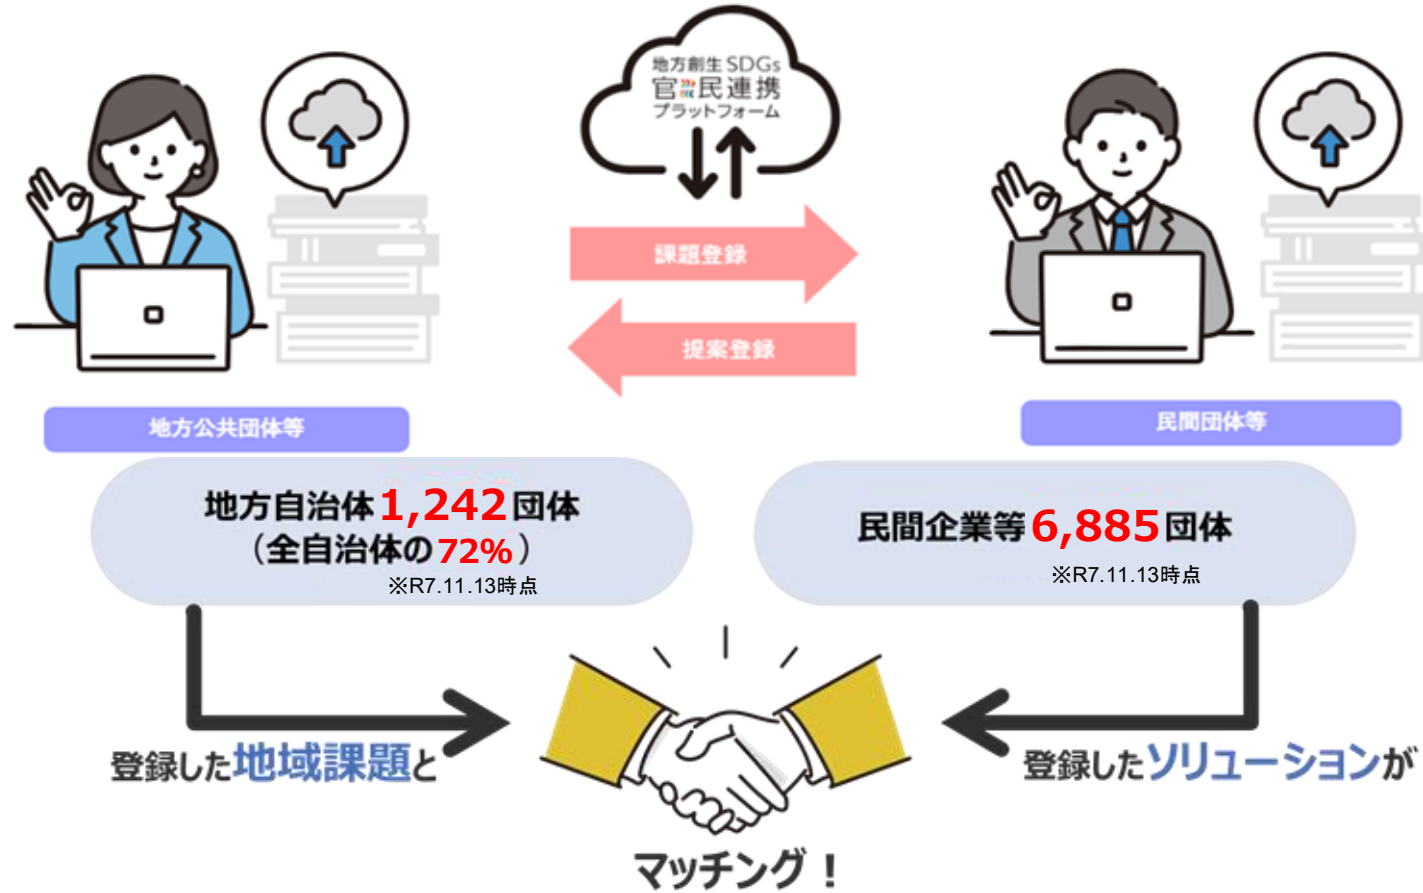 地方創生 SDGs
官民連携
プラットフォーム
課題登録
提案登録
地方公共団体等
民間団体等
地方自治体1,242団体
（全自治体の72%）
※R7.11.13時点
民間企業等6,885団体
※R7.11.13時点
登録した地域課題と
登録したソリューションが
マッチング！